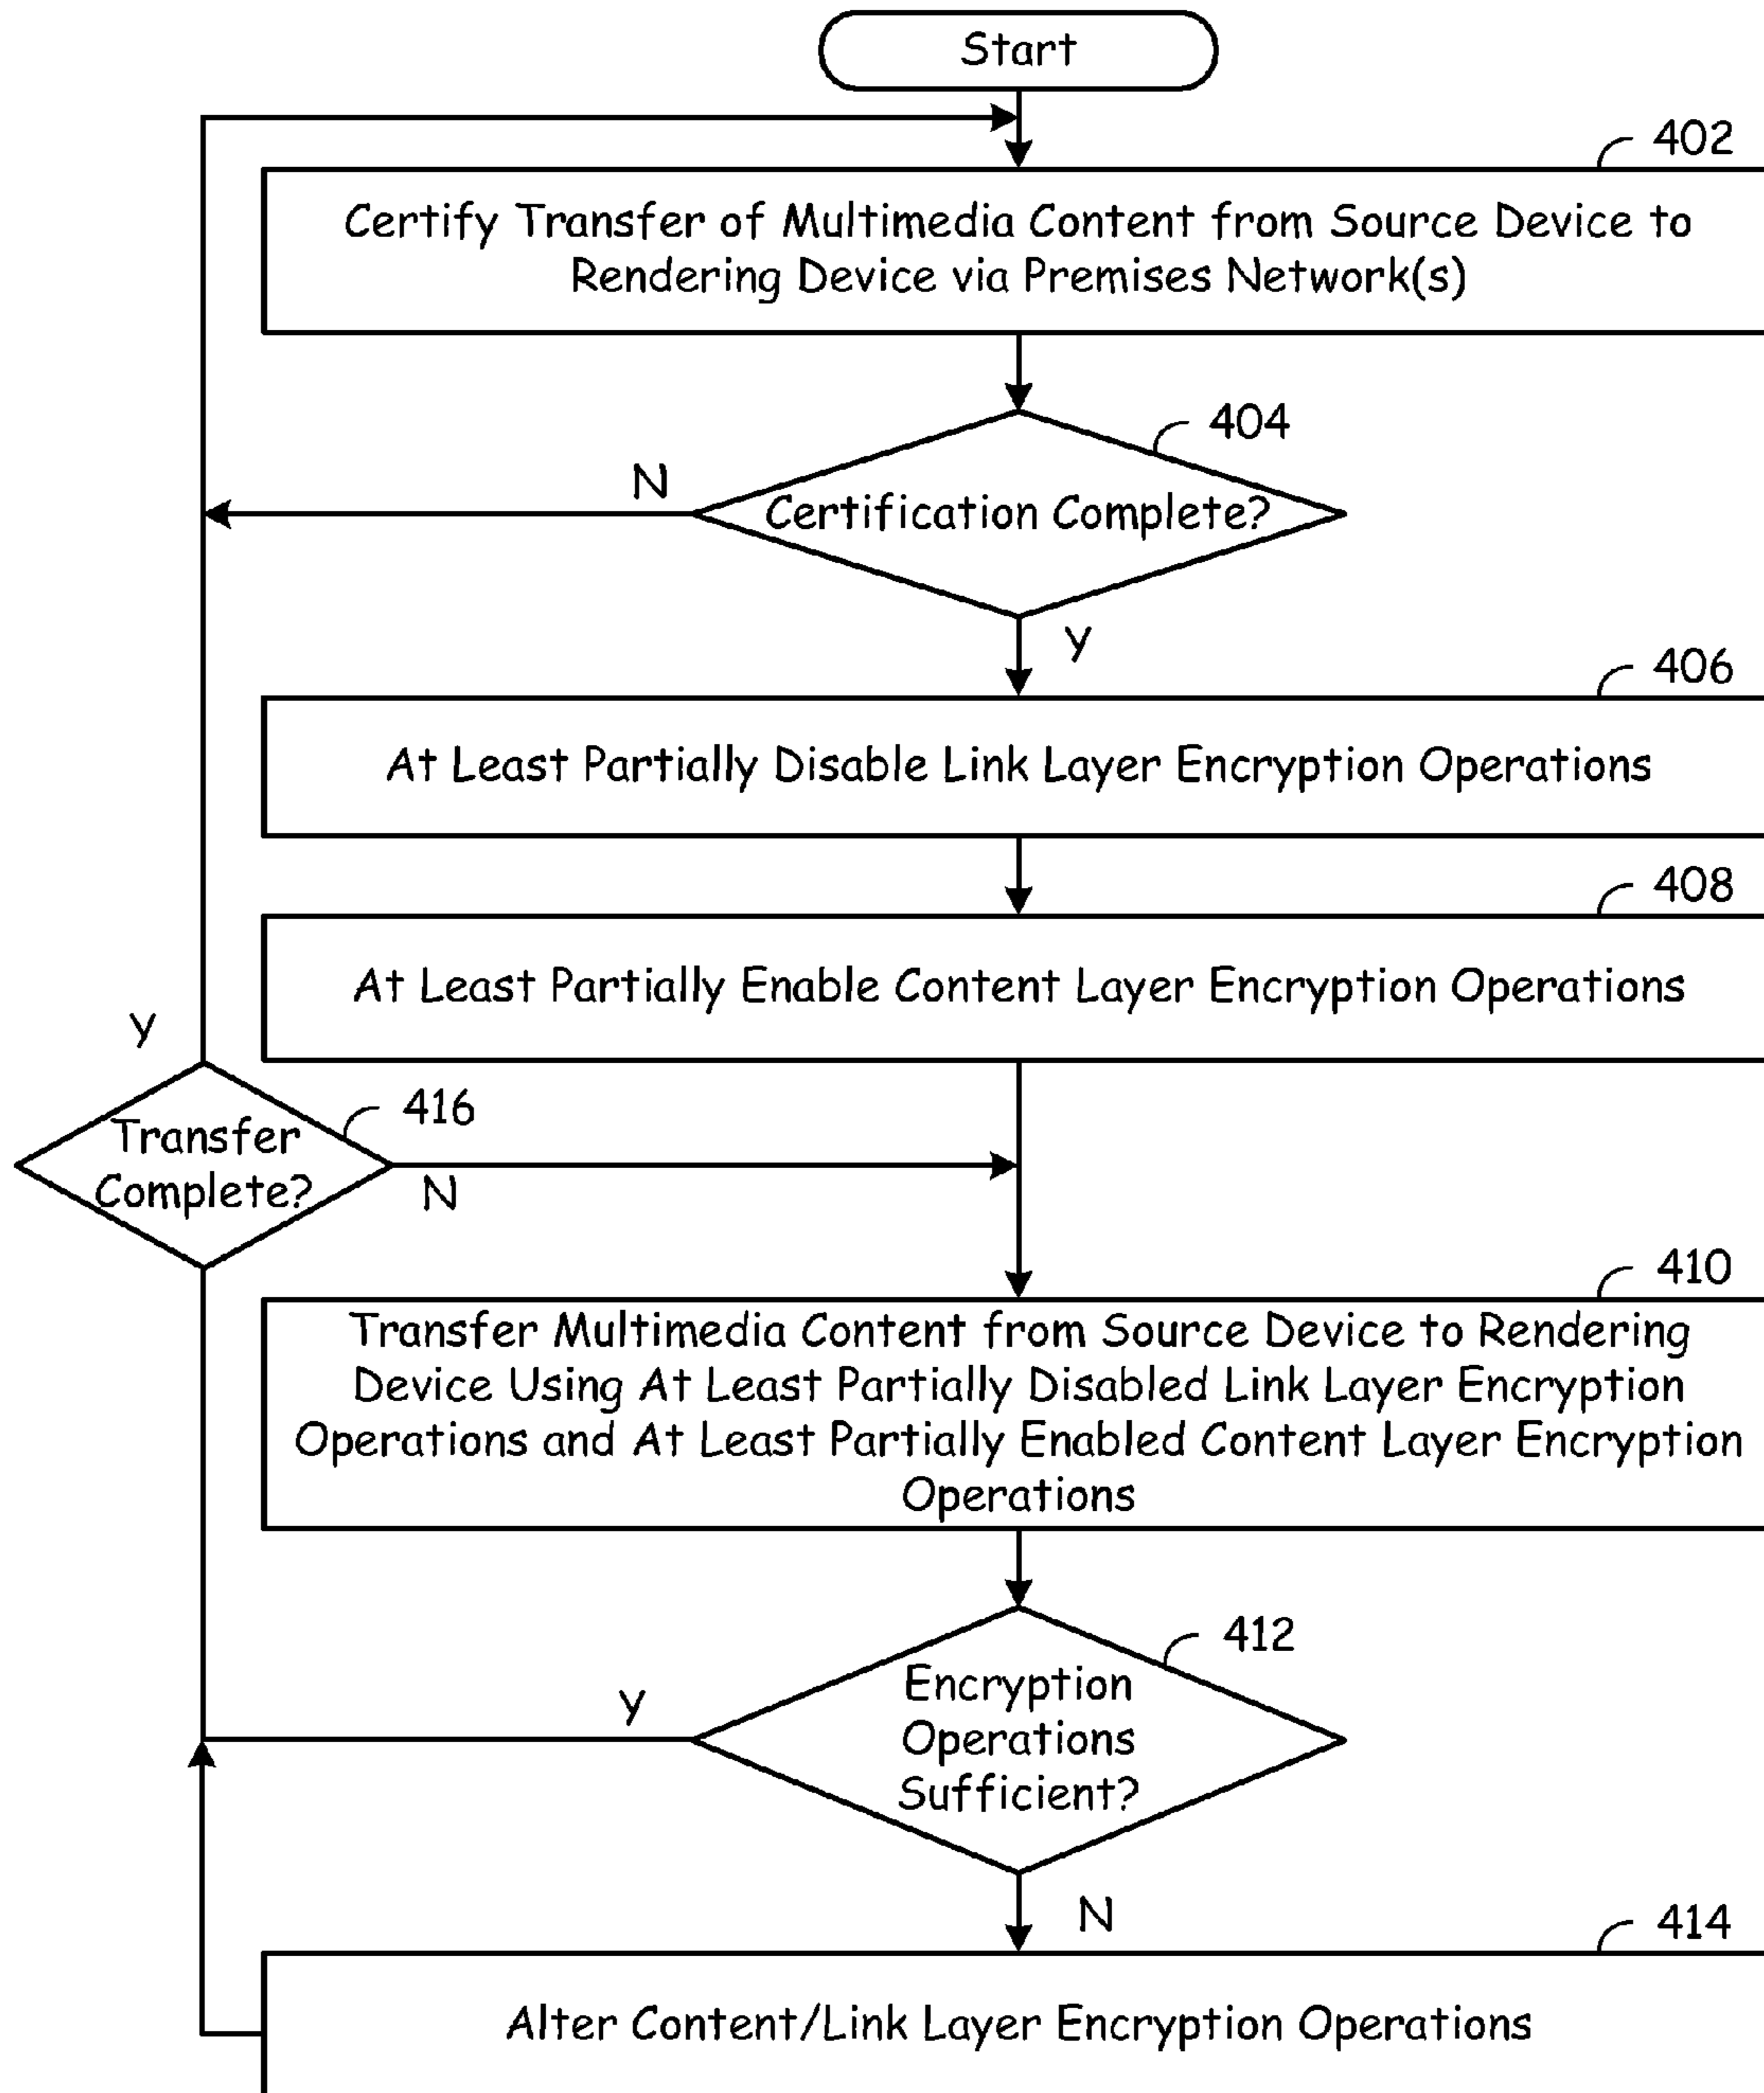 Start
402
Certify Transfer of Multimedia Content from Source Device to
Rendering Device via Premises Network(s)
404
N
Certification Complete?
Y
406
At Least Partially Disable Link Layer Encryption Operations
408
At Least Partially Enable Content Layer Encryption Operations
Y
416
Transfer
Complete?
N
410
Transfer Multimedia Content from Source Device to Rendering
Device Using At Least Partially Disabled Link Layer Encryption
Operations and At Least Partially Enabled Content Layer Encryption
Operations
412
Y
Encryption
Operations
Sufficient?
N
414
Alter Content/Link Layer Encryption Operations